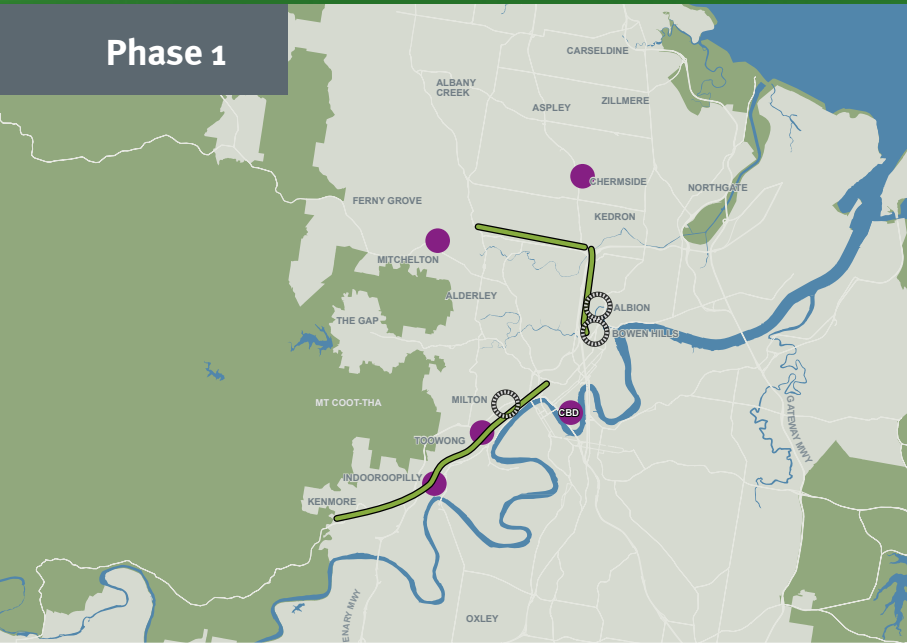 Phase 1
CARSELDINE
ALBANY
CREEK
ZILLMERE
ASPLEY
CHERMSIDE
NORTHGATE
FERNY GROVE
KEDRON
MITCHELTON
ALDERLEY
ALBION
THE GAP
BOWEN HILLS
MILTON
MT COOT-THA
CBD
GATEWAY MWY
TOOWONG
INDOOROOPILLY
KENMORE
ENARY MWY
OXLEY